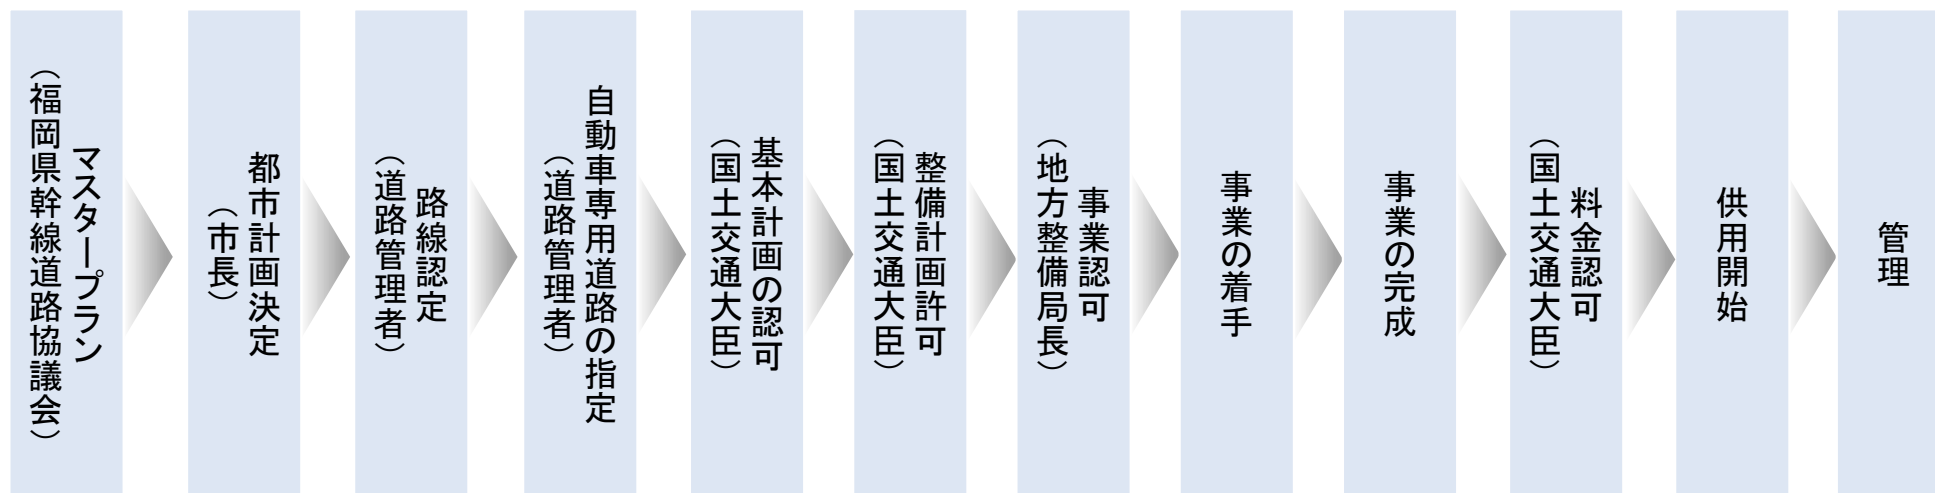 マスタープラン
（福岡県幹線道路協議会）
都市計画決定
（市長）
路線認定
（道路管理者）
自動車専用道路の指定
（道路管理者）
基本計画の認可
（国土交通大臣）
整備計画許可
（国土交通大臣）
事業認可
（地方整備局長）
事業の着手
事業の完成
料金認可
（国土交通大臣）
供用開始
管理